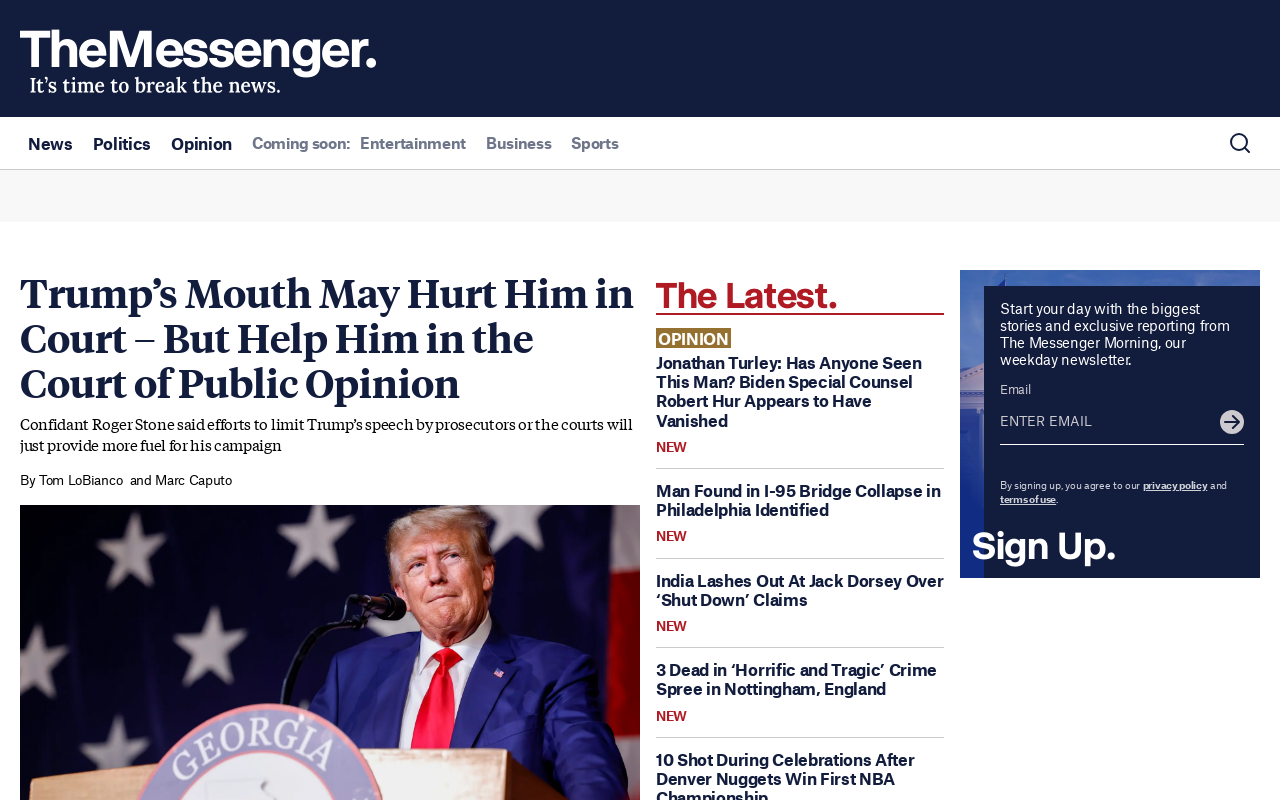 TheMessenger.
It's time to break the news.
News Politics Opinion Coming soon: Entertainment Business Sports
Trump’s Mouth May Hurt Him in
Court – But Help Him in the
Court of Public Opinion
Confidant Roger Stone said efforts to limit Trump’s speech by prosecutors or the courts will
just provide more fuel for his campaign
By Tom LoBianco and Marc Caputo
GEORGIA
The Latest.
OPINION
Jonathan Turley: Has Anyone Seen
This Man? Biden Special Counsel
Robert Hur Appears to Have
Vanished
NEW
Man Found in I-95 Bridge Collapse in
Philadelphia Identified
NEW
India Lashes Out At Jack Dorsey Over
‘Shut Down’ Claims
NEW
3 Dead in ‘Horrific and Tragic’ Crime
Spree in Nottingham, England
NEW
10 Shot During Celebrations After
Denver Nuggets Win First NBA
Championship
Start your day with the biggest
stories and exclusive reporting from
The Messenger Morning, our
weekday newsletter.
Email
ENTER EMAIL
By signing up, you agree to our privacy policy and
terms of use.
Sign Up.